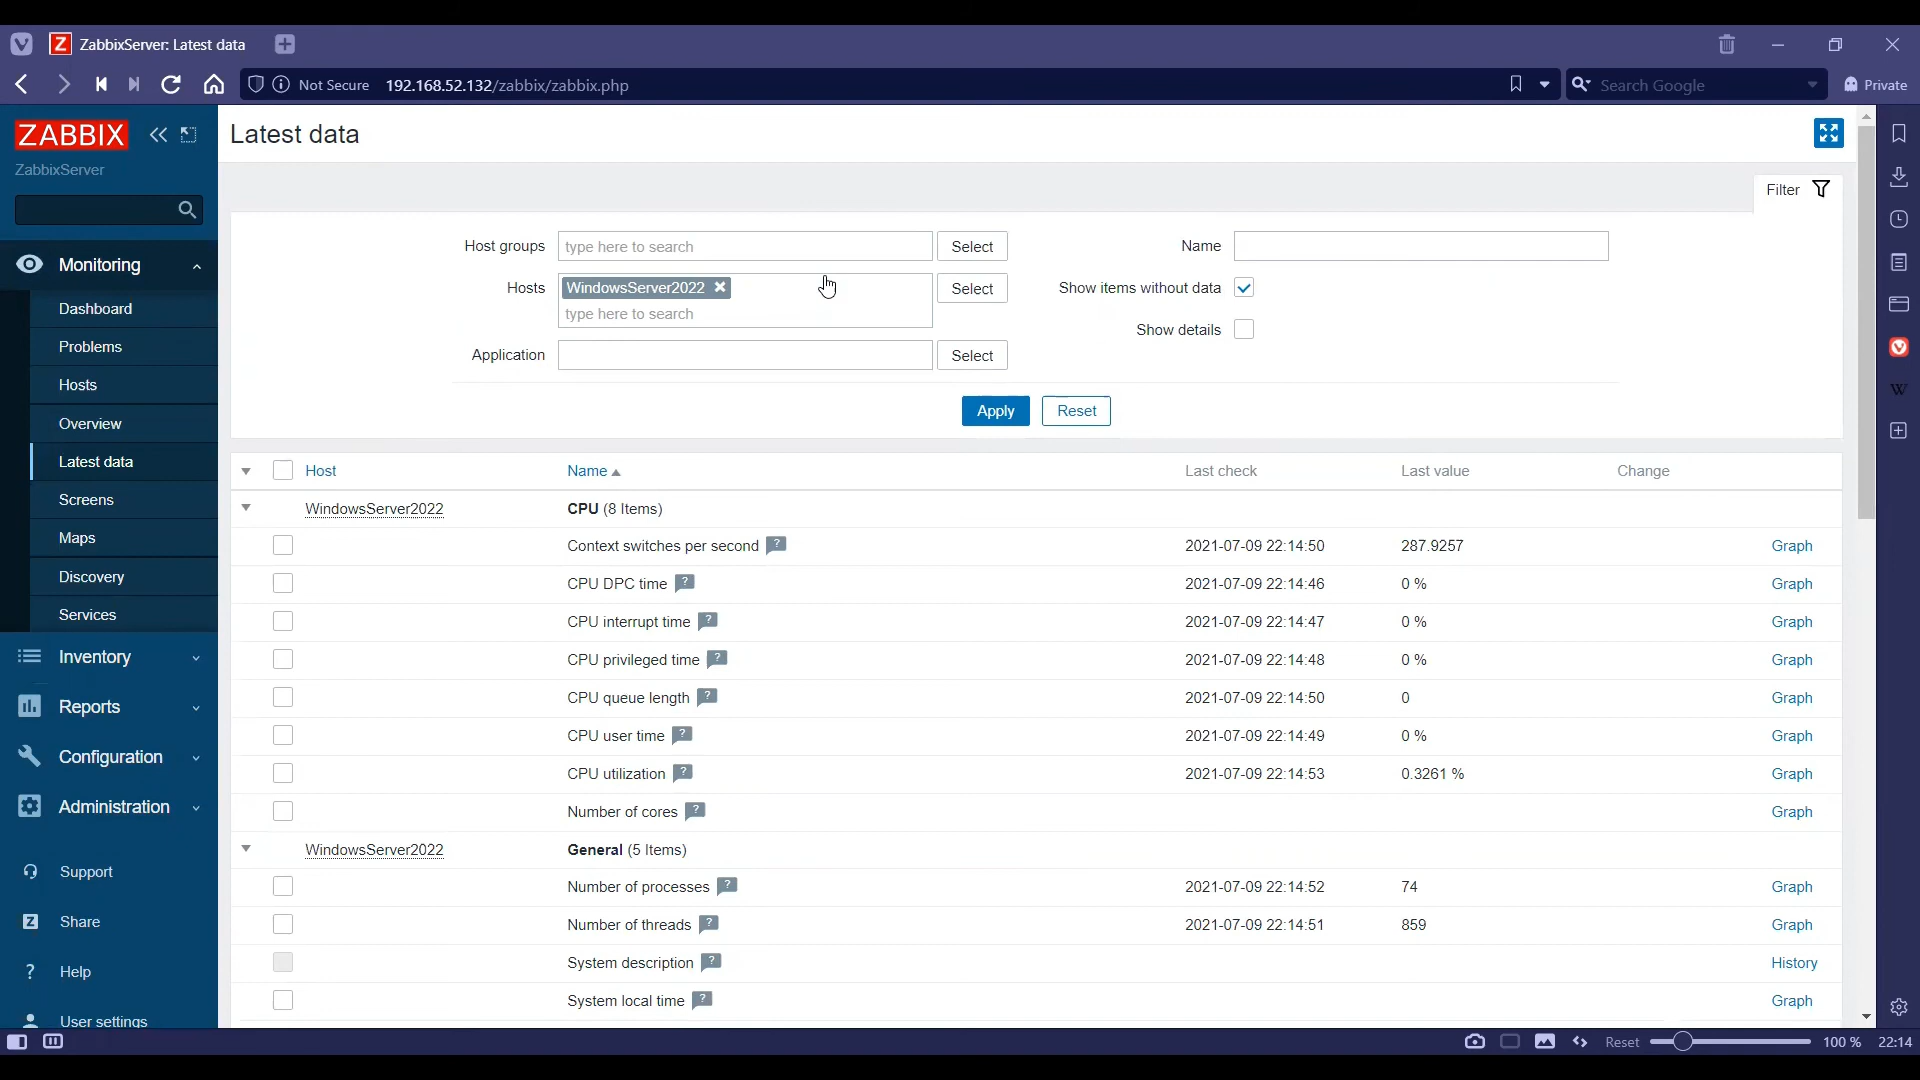 ZabbixServer: Latest data
Not Secure 192.168.52.132/zabbix/zabbix.php
Search Google
Private
ZABBIX
ZabbixServer
Monitoring
Dashboard
Problems
Hosts
Overview
Latest data
Screens
Maps
Discovery
Services
Inventory
Reports
Configuration
Administration
Support
Share
Help
User settings
Latest data
Filter
Host groups type here to search Select Name
Hosts WindowsServer2022 Select Show items without data
type here to search
Show details
Application Select
Apply Reset
Host Name Last check Last value Change
WindowsServer2022 CPU (8 Items)
Context switches per second ? 2021-07-09 22:14:50 287.9257 Graph
CPU DPC time ? 2021-07-09 22:14:46 0 % Graph
CPU interrupt time ? 2021-07-09 22:14:47 0 % Graph
CPU privileged time ? 2021-07-09 22:14:48 0 % Graph
CPU queue length ? 2021-07-09 22:14:50 0 Graph
CPU user time ? 2021-07-09 22:14:49 0 % Graph
CPU utilization ? 2021-07-09 22:14:53 0.3261 % Graph
Number of cores ? Graph
WindowsServer2022 General (5 Items)
Number of processes ? 2021-07-09 22:14:52 74 Graph
Number of threads ? 2021-07-09 22:14:51 859 Graph
System description ? History
System local time ? Graph
Reset 100 % 22:14